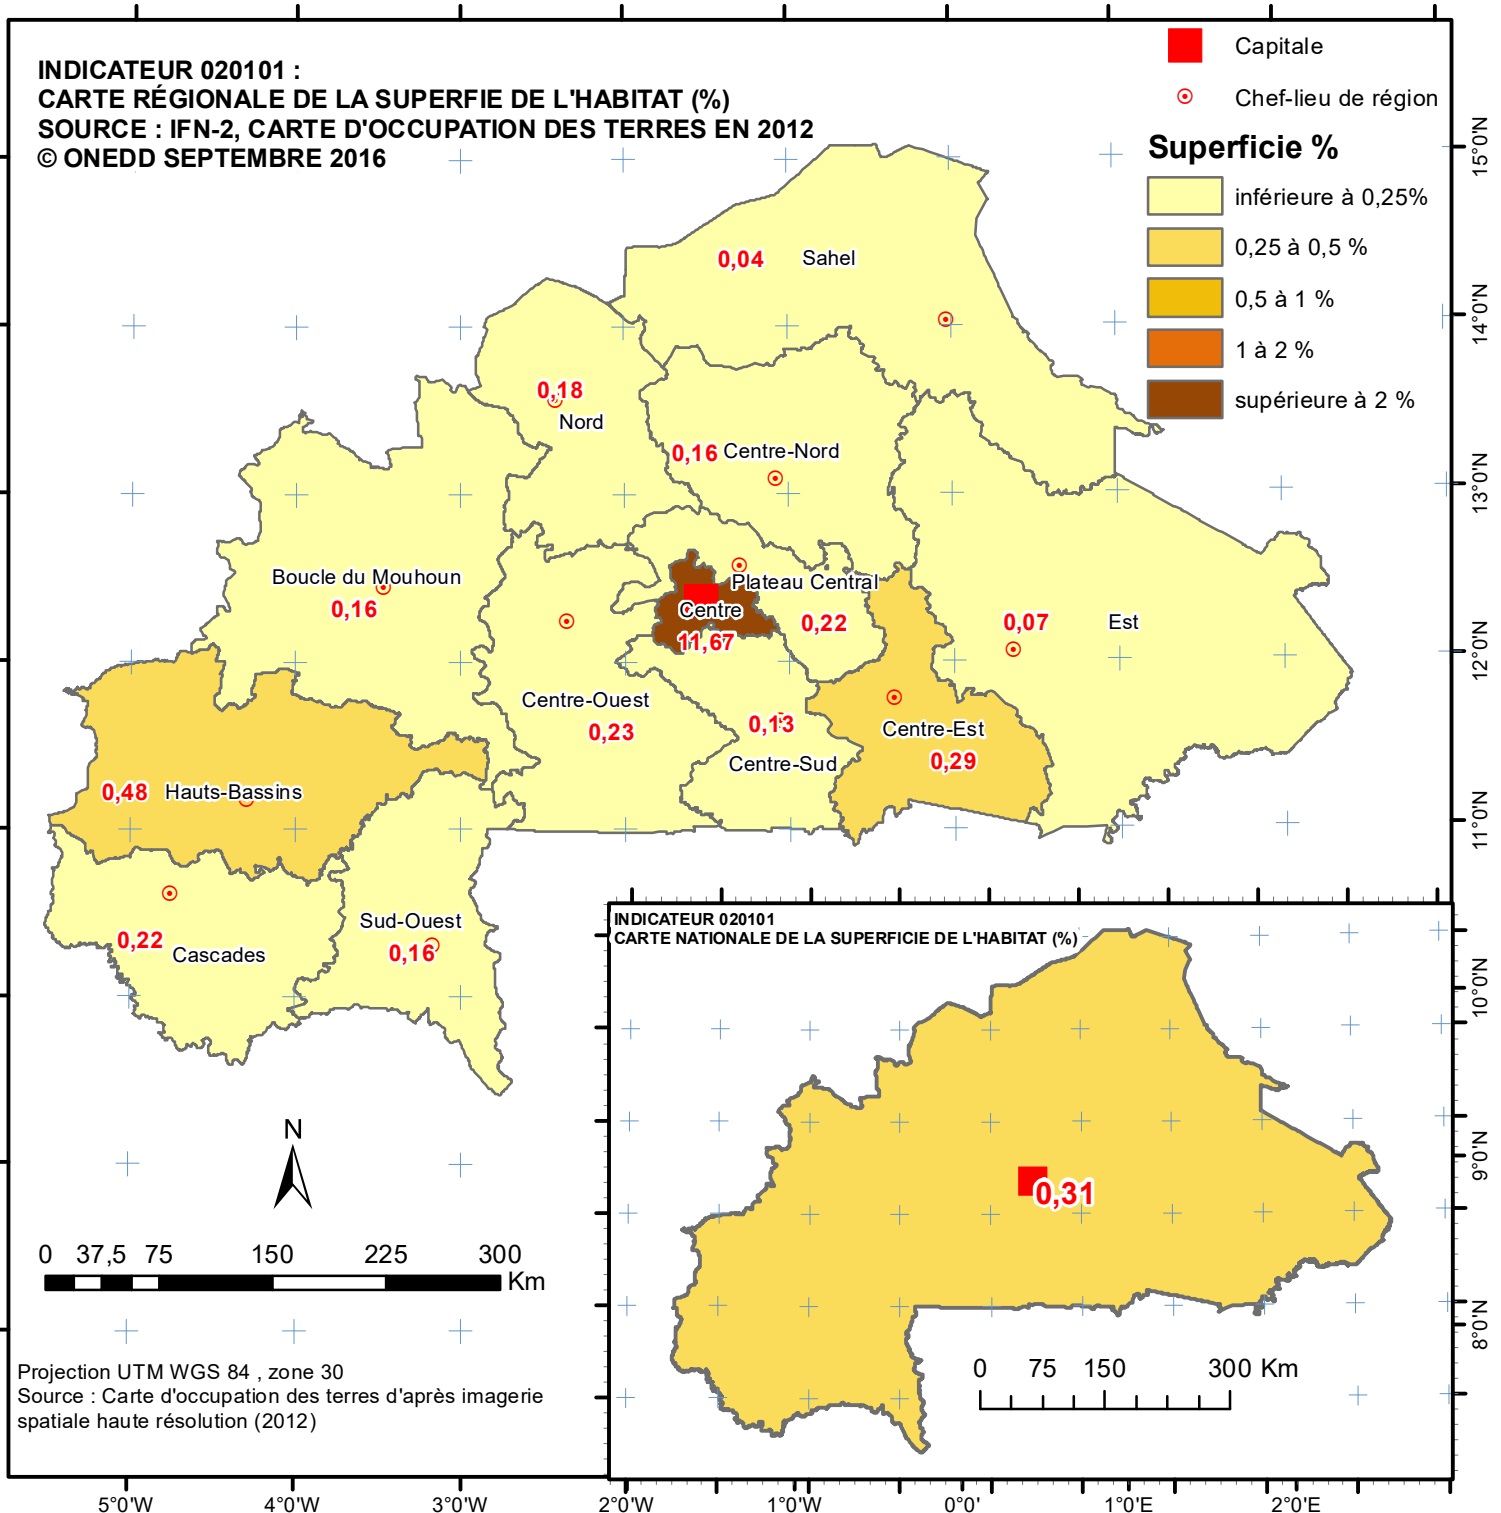 INDICATEUR 020101 :
CARTE RÉGIONALE DE LA SUPERFIE DE L'HABITAT (%)
SOURCE : IFN-2, CARTE D'OCCUPATION DES TERRES EN 2012
© ONEDD SEPTEMBRE 2016
Capitale
Chef-lieu de région
Superficie %
inférieure à 0,25%
0,25 à 0,5 %
0,5 à 1 %
1 à 2 %
supérieure à 2 %
0,04 Sahel
0,18
Nord
0,16 Centre-Nord
Boucle du Mouhoun
0,16
Plateau Central
0,22
Centre
11,67
0,07 Est
Centre-Ouest
0,23
0,13
Centre-Sud
Centre-Est
0,29
0,48 Hauts-Bassins
Sud-Ouest
0,16
0,22 Cascades
N
0 37,5 75 150 225 300
Km
Projection UTM WGS 84 , zone 30
Source : Carte d'occupation des terres d'après imagerie
spatiale haute résolution (2012)
INDICATEUR 020101
CARTE NATIONALE DE LA SUPERFICIE DE L'HABITAT (%)
0,31
0 75 150 300 Km
15°0'N
14°0'N
13°0'N
12°0'N
11°0'N
10°0'N
9°0'N
8°0'N
5°0'W 4°0'W 3°0'W 2°0'W 1°0'W 0°0' 1°0'E 2°0'E